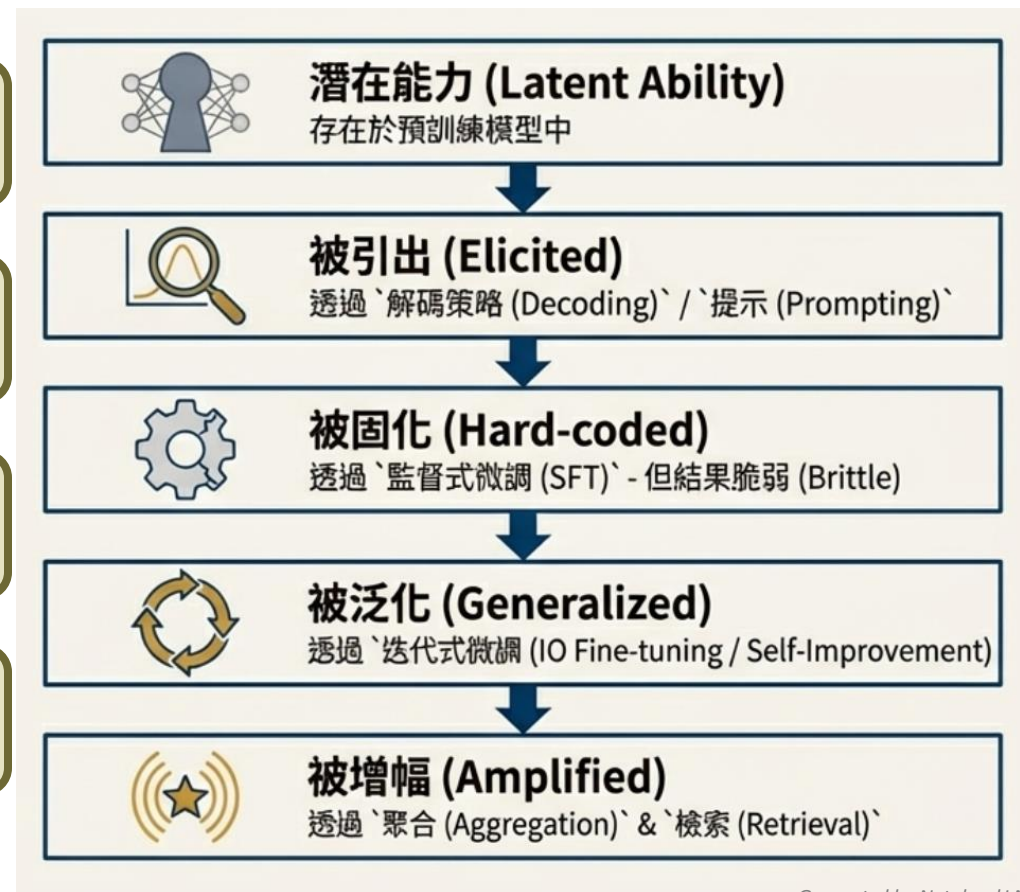 潛在能力 (Latent Ability)
存在於預訓練模型中
被引出 (Elicited)
透過 `解碼策略 (Decoding)` / `提示 (Prompting)`
被固化 (Hard-coded)
透過 `監督式微調 (SFT)` - 但結果脆弱 (Brittle)
被泛化 (Generalized)
透過 `迭代式微調 (IO Fine-tuning / Self-Improvement)
被增幅 (Amplified)
透過 `聚合 (Aggregation)` & `檢索 (Retrieval)`